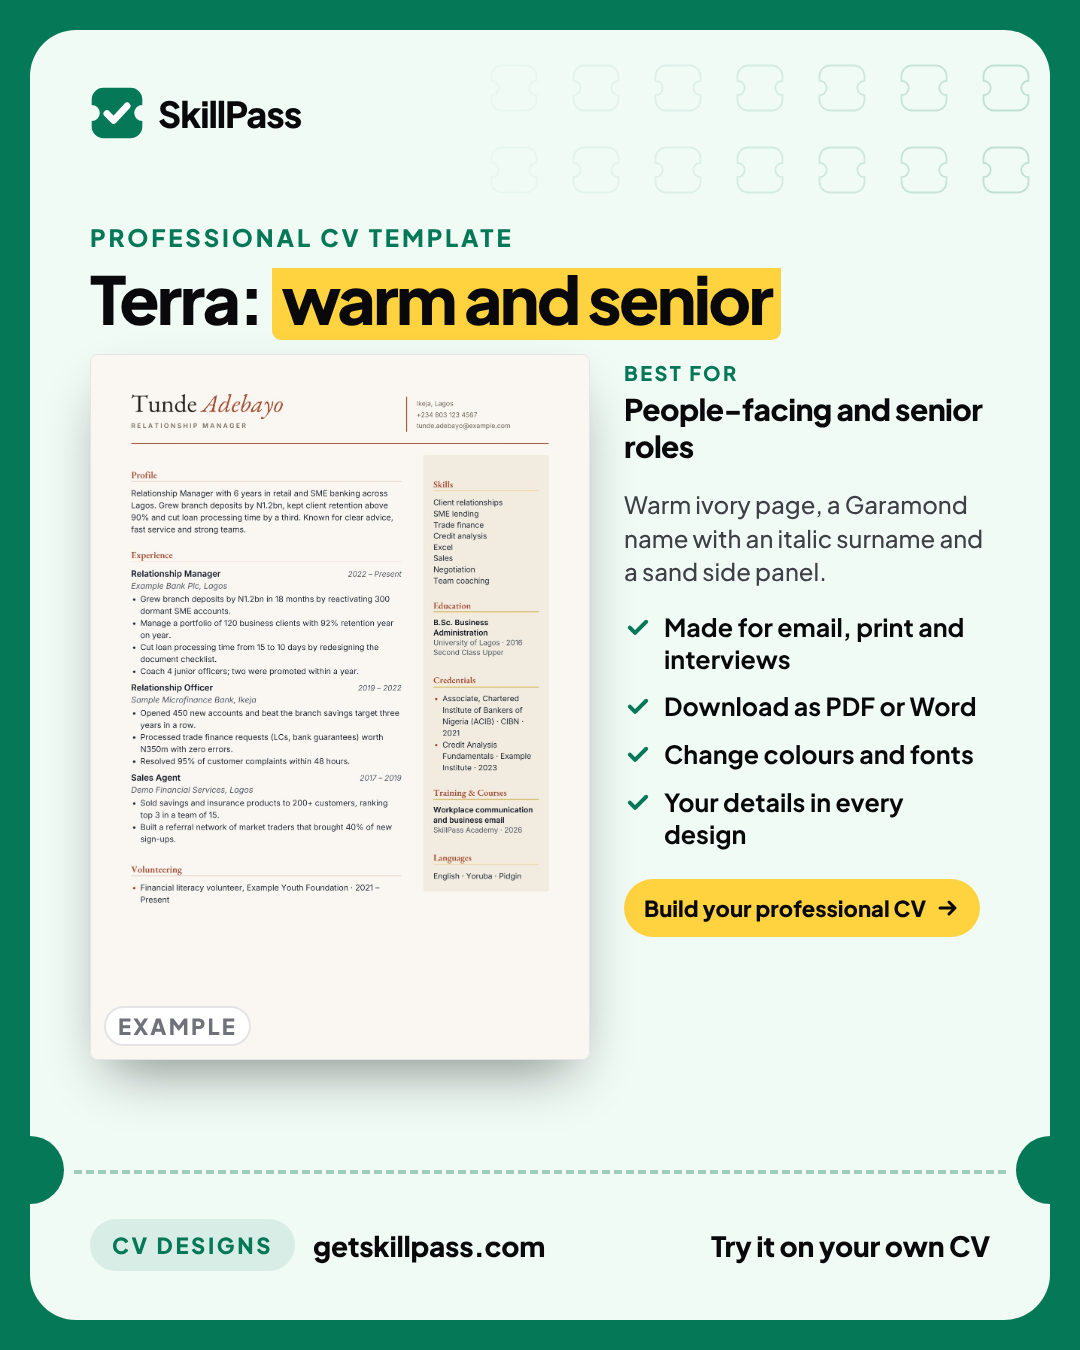 SkillPass
PROFESSIONAL CV TEMPLATE
Terra: warm and senior
Tunde Adebayo
RELATIONSHIP MANAGER
Ikeja, Lagos
+234 803 123 4567
tunde.adebayo@example.com
Profile
Relationship Manager with 6 years in retail and SME banking across
Lagos. Grew branch deposits by N1.2bn, kept client retention above
90% and cut loan processing time by a third. Known for clear advice,
fast service and strong teams.
Experience
Relationship Manager 2022 – Present
Example Bank Plc, Lagos
• Grew branch deposits by N1.2bn in 18 months by reactivating 300
dormant SME accounts.
• Manage a portfolio of 120 business clients with 92% retention year
on year.
• Cut loan processing time from 15 to 10 days by redesigning the
document checklist.
• Coach 4 junior officers; two were promoted within a year.
Relationship Officer 2019 – 2022
Sample Microfinance Bank, Ikeja
• Opened 450 new accounts and beat the branch savings target three
years in a row.
• Processed trade finance requests (LCs, bank guarantees) worth
N350m with zero errors.
• Resolved 95% of customer complaints within 48 hours.
Sales Agent 2017 – 2019
Demo Financial Services, Lagos
• Sold savings and insurance products to 200+ customers, ranking
top 3 in a team of 15.
• Built a referral network of market traders that brought 40% of new
sign-ups.
Volunteering
• Financial literacy volunteer, Example Youth Foundation · 2021 –
Present
Skills
Client relationships
SME lending
Trade finance
Credit analysis
Excel
Sales
Negotiation
Team coaching
Education
B.Sc. Business
Administration
University of Lagos · 2016
Second Class Upper
Credentials
• Associate, Chartered
Institute of Bankers of
Nigeria (ACIB) · CIBN ·
2021
• Credit Analysis
Fundamentals · Example
Institute · 2023
Training & Courses
Workplace communication
and business email
SkillPass Academy · 2026
Languages
English · Yoruba · Pidgin
EXAMPLE
BEST FOR
People-facing and senior
roles
Warm ivory page, a Garamond
name with an italic surname and
a sand side panel.
Made for email, print and
interviews
Download as PDF or Word
Change colours and fonts
Your details in every
design
Build your professional CV →
CV DESIGNS
getskillpass.com
Try it on your own CV